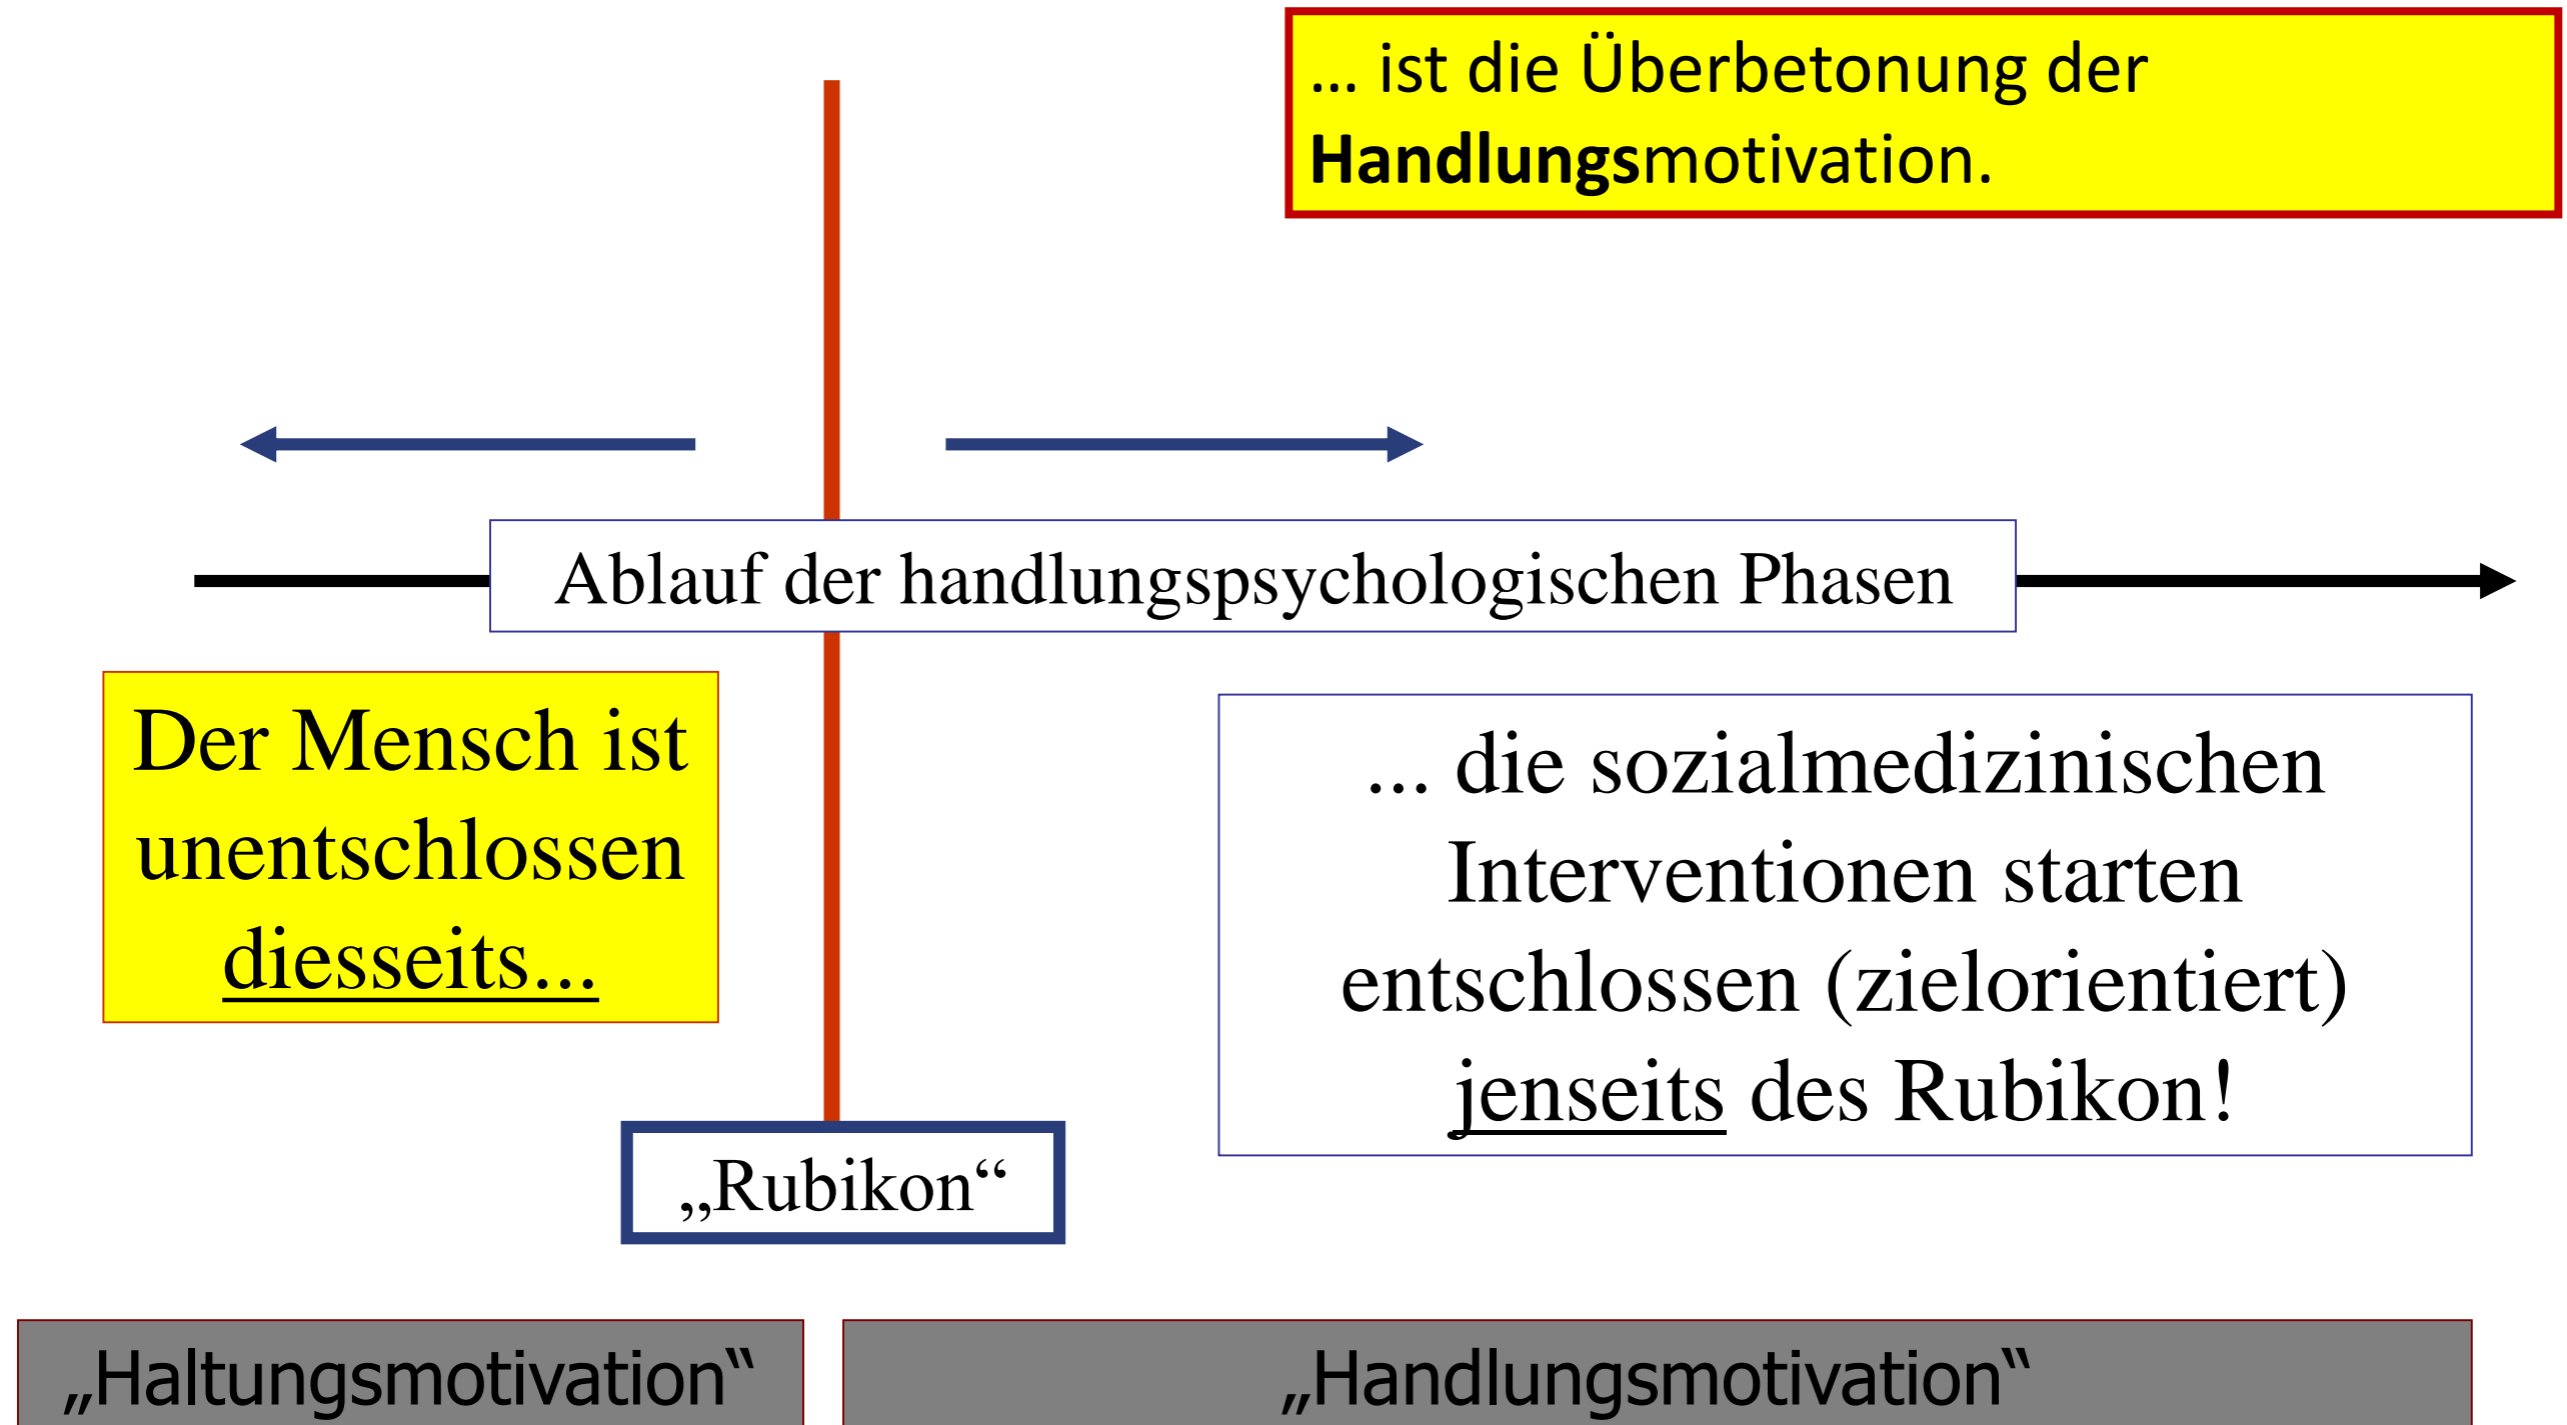 … ist die Überbetonung der
Handlungsmotivation.
Ablauf der handlungspsychologischen Phasen
Der Mensch ist
unentschlossen
diesseits...
... die sozialmedizinischen
Interventionen starten
entschlossen (zielorientiert)
jenseits des Rubikon!
„Rubikon“
„Haltungsmotivation“
„Handlungsmotivation“